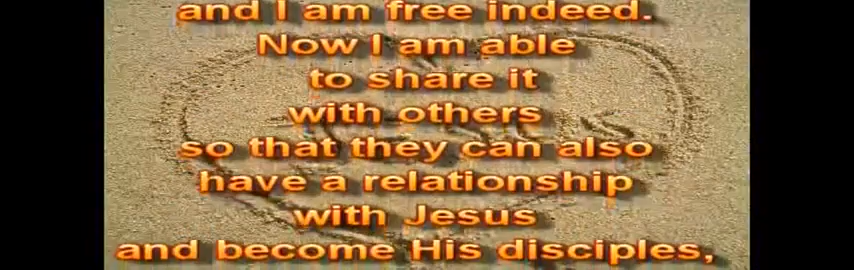 and I am free indeed.
Now I am able
to share it
with others
so that they can also
have a relationship
with Jesus
and become His disciples,